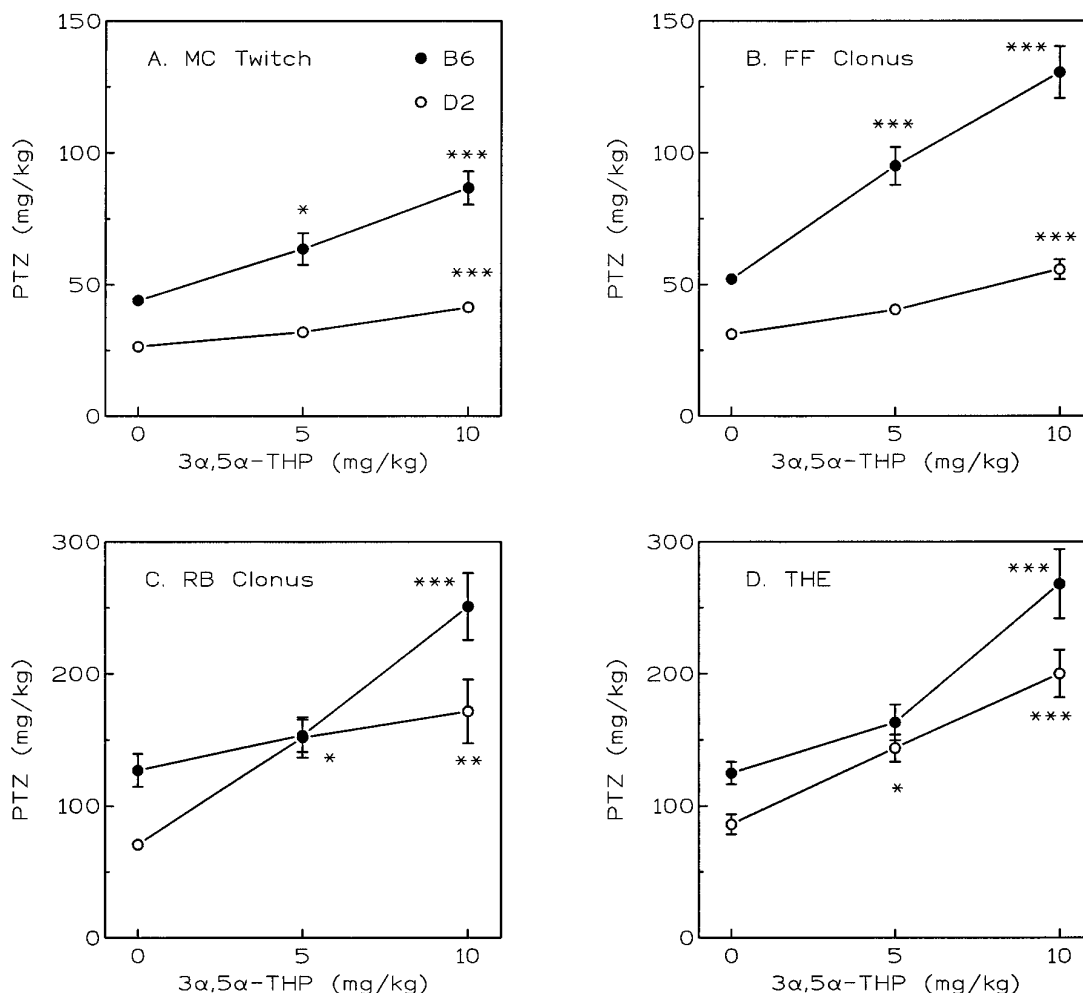 A. MC Twitch
B6
D2
***
*
***
PTZ (mg/kg)
150
100
50
0
0 5 10
3α,5α-THP (mg/kg)
B. FF Clonus
***
***
***
PTZ (mg/kg)
150
100
50
0
0 5 10
3α,5α-THP (mg/kg)
C. RB Clonus
***
*
**
PTZ (mg/kg)
300
200
100
0
0 5 10
3α,5α-THP (mg/kg)
D. THE
***
*
***
PTZ (mg/kg)
300
200
100
0
0 5 10
3α,5α-THP (mg/kg)